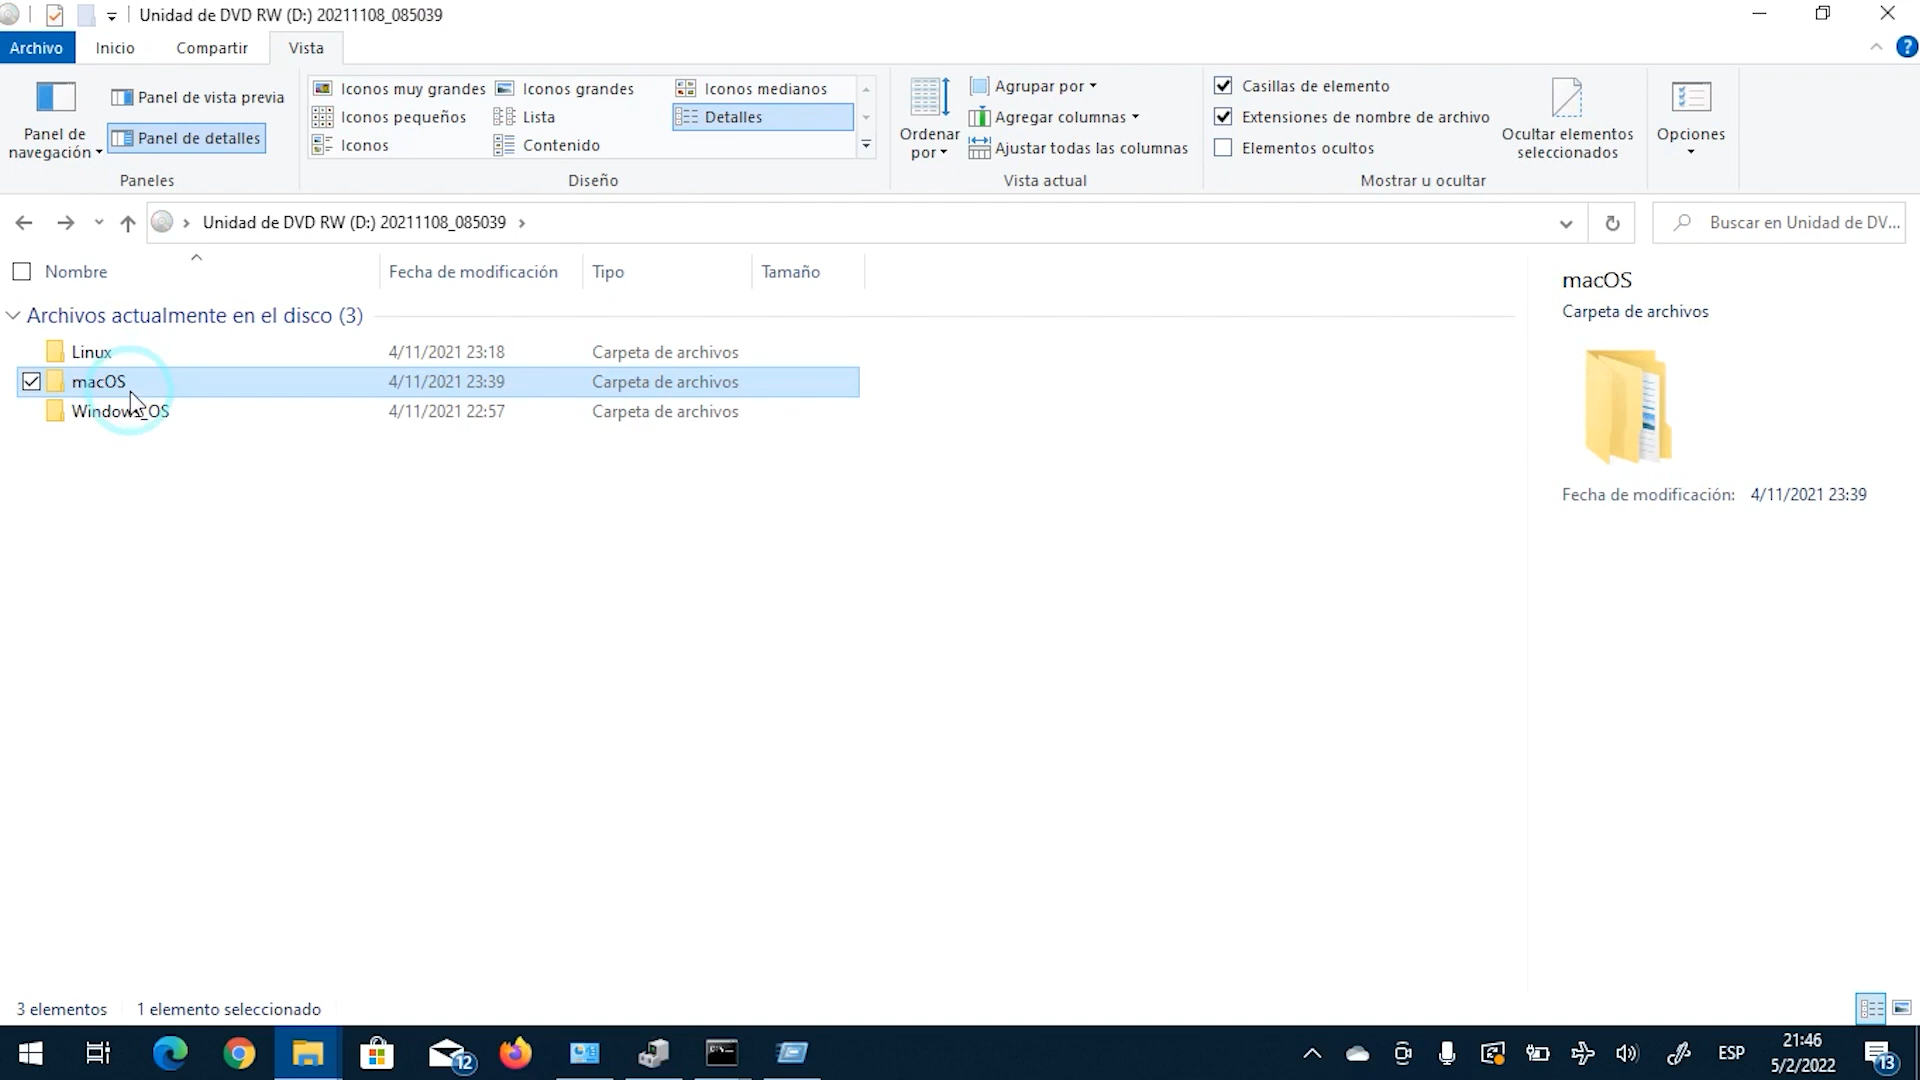 Unidad de DVD RW (D:) 20211108_085039
Archivo Inicio Compartir Vista
Panel de navegación
Panel de vista previa
Panel de detalles
Paneles
Iconos muy grandes Iconos grandes Iconos medianos
Iconos pequeños Lista Detalles
Iconos Contenido
Diseño
Ordenar por
Agrupar por
Agregar columnas
Ajustar todas las columnas
Vista actual
Casillas de elemento
Extensiones de nombre de archivo
Elementos ocultos
Ocultar elementos
seleccionados
Opciones
Mostrar u ocultar
Unidad de DVD RW (D:) 20211108_085039
Buscar en Unidad de DV...
Nombre Fecha de modificación Tipo Tamaño
Archivos actualmente en el disco (3)
Linux 4/11/2021 23:18 Carpeta de archivos
macOS 4/11/2021 23:39 Carpeta de archivos
Windows_OS 4/11/2021 22:57 Carpeta de archivos
macOS
Carpeta de archivos
Fecha de modificación: 4/11/2021 23:39
3 elementos 1 elemento seleccionado
12
ESP
21:46
5/2/2022
13